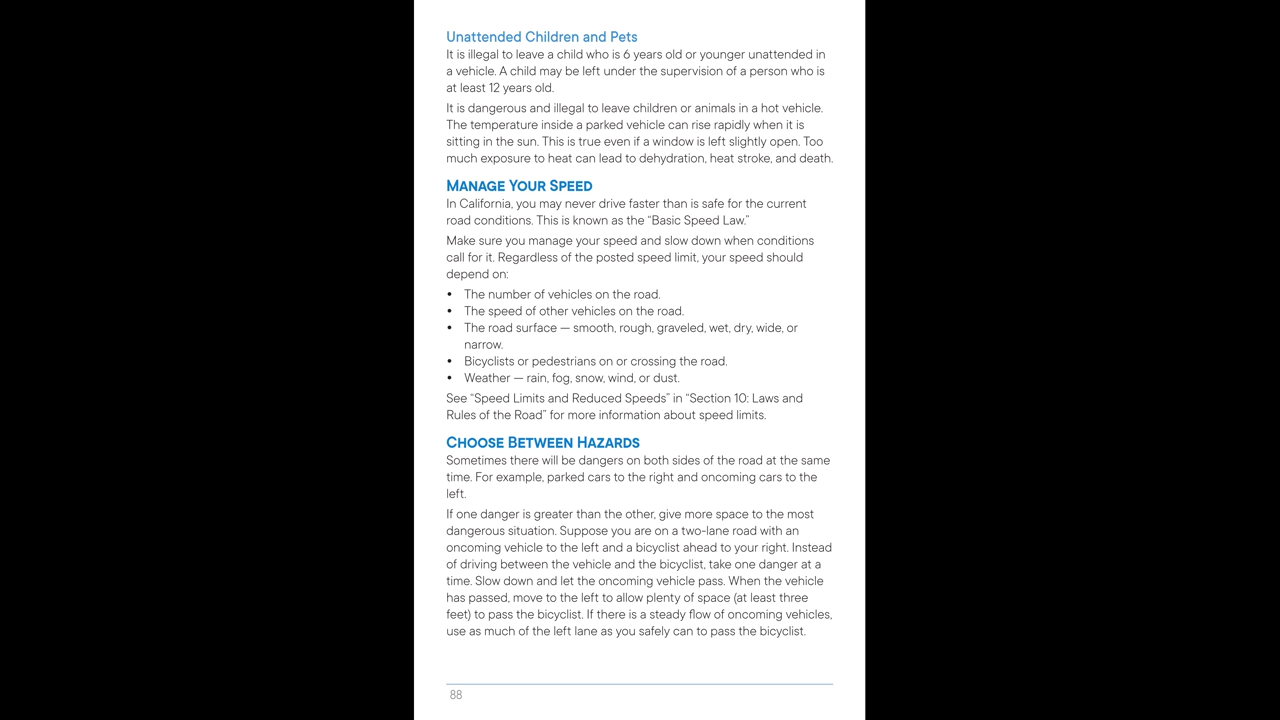 Unattended Children and Pets
It is illegal to leave a child who is 6 years old or younger unattended in
a vehicle. A child may be left under the supervision of a person who is
at least 12 years old.
It is dangerous and illegal to leave children or animals in a hot vehicle.
The temperature inside a parked vehicle can rise rapidly when it is
sitting in the sun. This is true even if a window is left slightly open. Too
much exposure to heat can lead to dehydration, heat stroke, and death.
MANAGE YOUR SPEED
In California, you may never drive faster than is safe for the current
road conditions. This is known as the “Basic Speed Law.”
Make sure you manage your speed and slow down when conditions
call for it. Regardless of the posted speed limit, your speed should
depend on:
• The number of vehicles on the road.
• The speed of other vehicles on the road.
• The road surface — smooth, rough, graveled, wet, dry, wide, or
narrow.
• Bicyclists or pedestrians on or crossing the road.
• Weather — rain, fog, snow, wind, or dust.
See “Speed Limits and Reduced Speeds” in “Section 10: Laws and
Rules of the Road” for more information about speed limits.
CHOOSE BETWEEN HAZARDS
Sometimes there will be dangers on both sides of the road at the same
time. For example, parked cars to the right and oncoming cars to the
left.
If one danger is greater than the other, give more space to the most
dangerous situation. Suppose you are on a two-lane road with an
oncoming vehicle to the left and a bicyclist ahead to your right. Instead
of driving between the vehicle and the bicyclist, take one danger at a
time. Slow down and let the oncoming vehicle pass. When the vehicle
has passed, move to the left to allow plenty of space (at least three
feet) to pass the bicyclist. If there is a steady flow of oncoming vehicles,
use as much of the left lane as you safely can to pass the bicyclist.
88